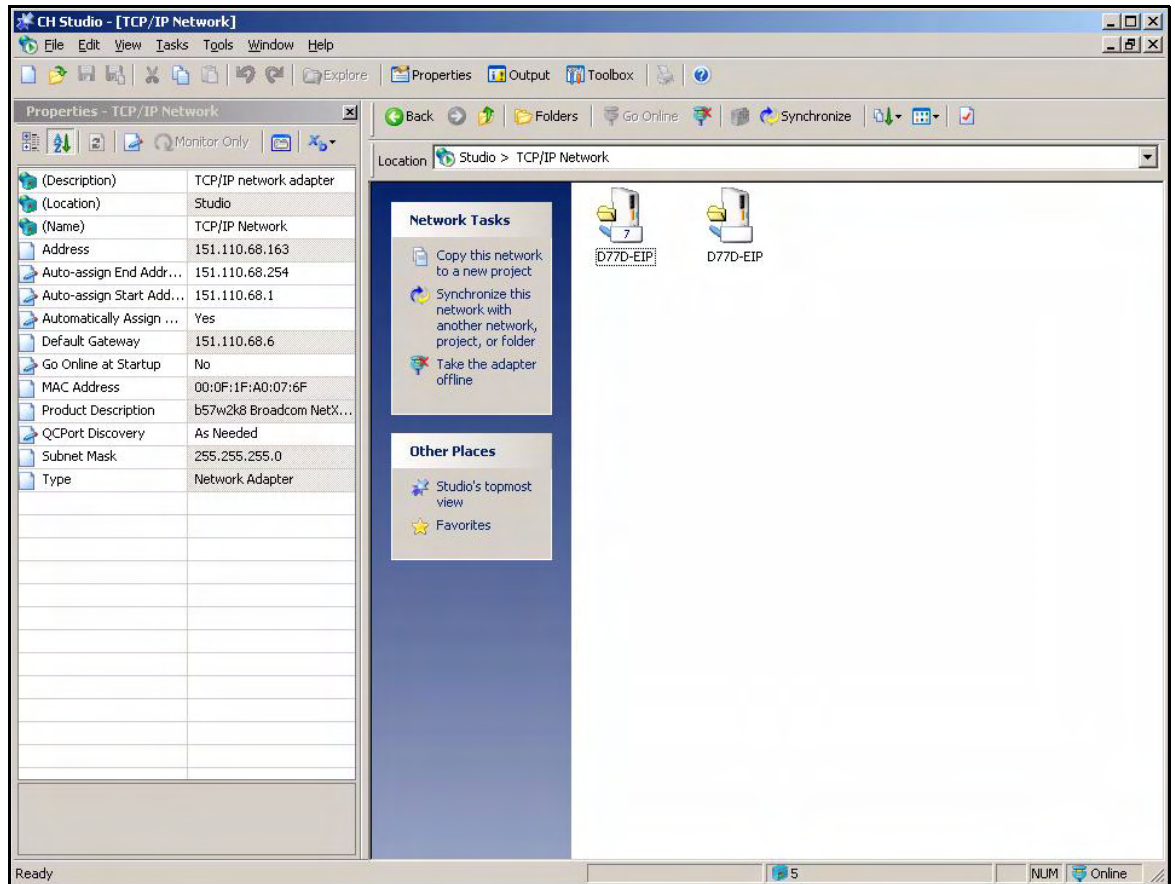 CH Studio - [TCP/IP Network]
File Edit View Tasks Tools Window Help
Explore Properties Output Toolbox
Properties - TCP/IP Network
Monitor Only
(Description) TCP/IP network adapter
(Location) Studio
(Name) TCP/IP Network
Address 151.110.68.163
Auto-assign End Addr... 151.110.68.254
Auto-assign Start Add... 151.110.68.1
Automatically Assign ... Yes
Default Gateway 151.110.68.6
Go Online at Startup No
MAC Address 00:0F:1F:A0:07:6F
Product Description b57w2k8 Broadcom NetX...
QCPort Discovery As Needed
Subnet Mask 255.255.255.0
Type Network Adapter
Back Folders Go Online Synchronize
Location Studio > TCP/IP Network
Network Tasks
Copy this network
to a new project
Synchronize this
network with
another network,
project, or folder
Take the adapter
offline
Other Places
Studio's topmost
view
Favorites
7
D77D-EIP D77D-EIP
Ready 5 NUM Online